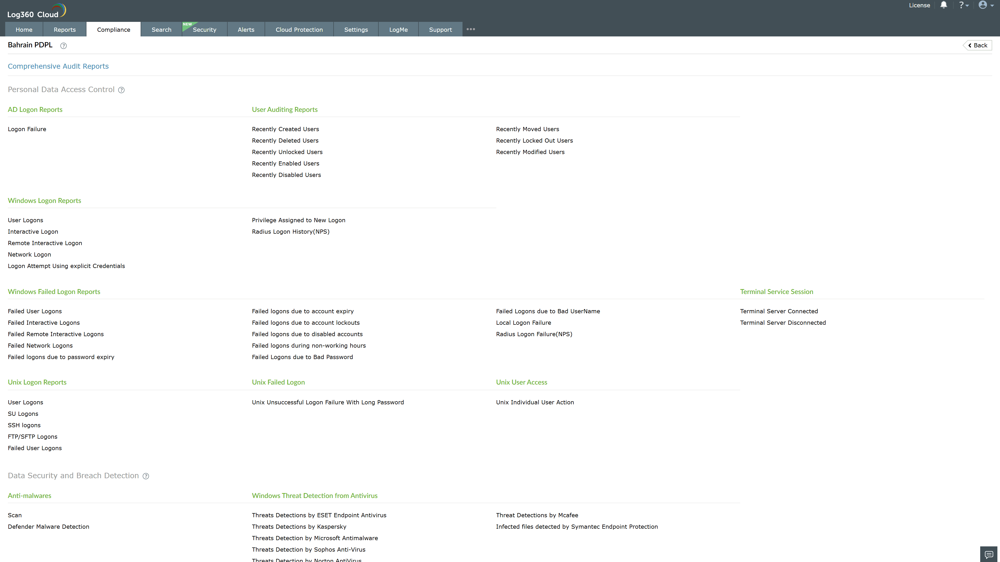 Log360 Cloud
License
?
Home
Reports
Compliance
Search
NEW
Security
Alerts
Cloud Protection
Settings
LogMe
Support
Bahrain PDPL ?
Back
Comprehensive Audit Reports
Personal Data Access Control ?
AD Logon Reports
Logon Failure
User Auditing Reports
Recently Created Users
Recently Deleted Users
Recently Unlocked Users
Recently Enabled Users
Recently Disabled Users
Recently Moved Users
Recently Locked Out Users
Recently Modified Users
Windows Logon Reports
User Logons
Interactive Logon
Remote Interactive Logon
Network Logon
Logon Attempt Using explicit Credentials
Privilege Assigned to New Logon
Radius Logon History(NPS)
Windows Failed Logon Reports
Failed User Logons
Failed Interactive Logons
Failed Remote Interactive Logons
Failed Network Logons
Failed logons due to password expiry
Failed logons due to account expiry
Failed logons due to account lockouts
Failed logons due to disabled accounts
Failed logons during non-working hours
Failed Logons due to Bad Password
Failed Logons due to Bad UserName
Local Logon Failure
Radius Logon Failure(NPS)
Terminal Service Session
Terminal Server Connected
Terminal Server Disconnected
Unix Logon Reports
User Logons
SU Logons
SSH logons
FTP/SFTP Logons
Failed User Logons
Unix Failed Logon
Unix Unsuccessful Logon Failure With Long Password
Unix User Access
Unix Individual User Action
Data Security and Breach Detection ?
Anti-malwares
Scan
Defender Malware Detection
Windows Threat Detection from Antivirus
Threats Detections by ESET Endpoint Antivirus
Threats Detections by Kaspersky
Threats Detection by Microsoft Antimalware
Threats Detection by Sophos Anti-Virus
Threats Detection by Norton AntiVirus
Threat Detections by Mcafee
Infected files detected by Symantec Endpoint Protection